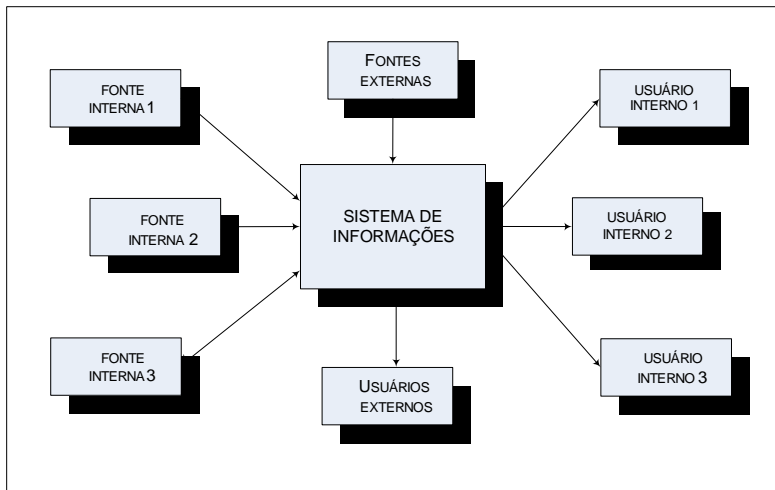 FONTES
EXTERNAS
FONTE
INTERNA 1
USUÁRIO
INTERNO 1
FONTE
INTERNA 2
SISTEMA DE
INFORMAÇÕES
USUÁRIO
INTERNO 2
FONTE
INTERNA 3
USUÁRIOS
EXTERNOS
USUÁRIO
INTERNO 3